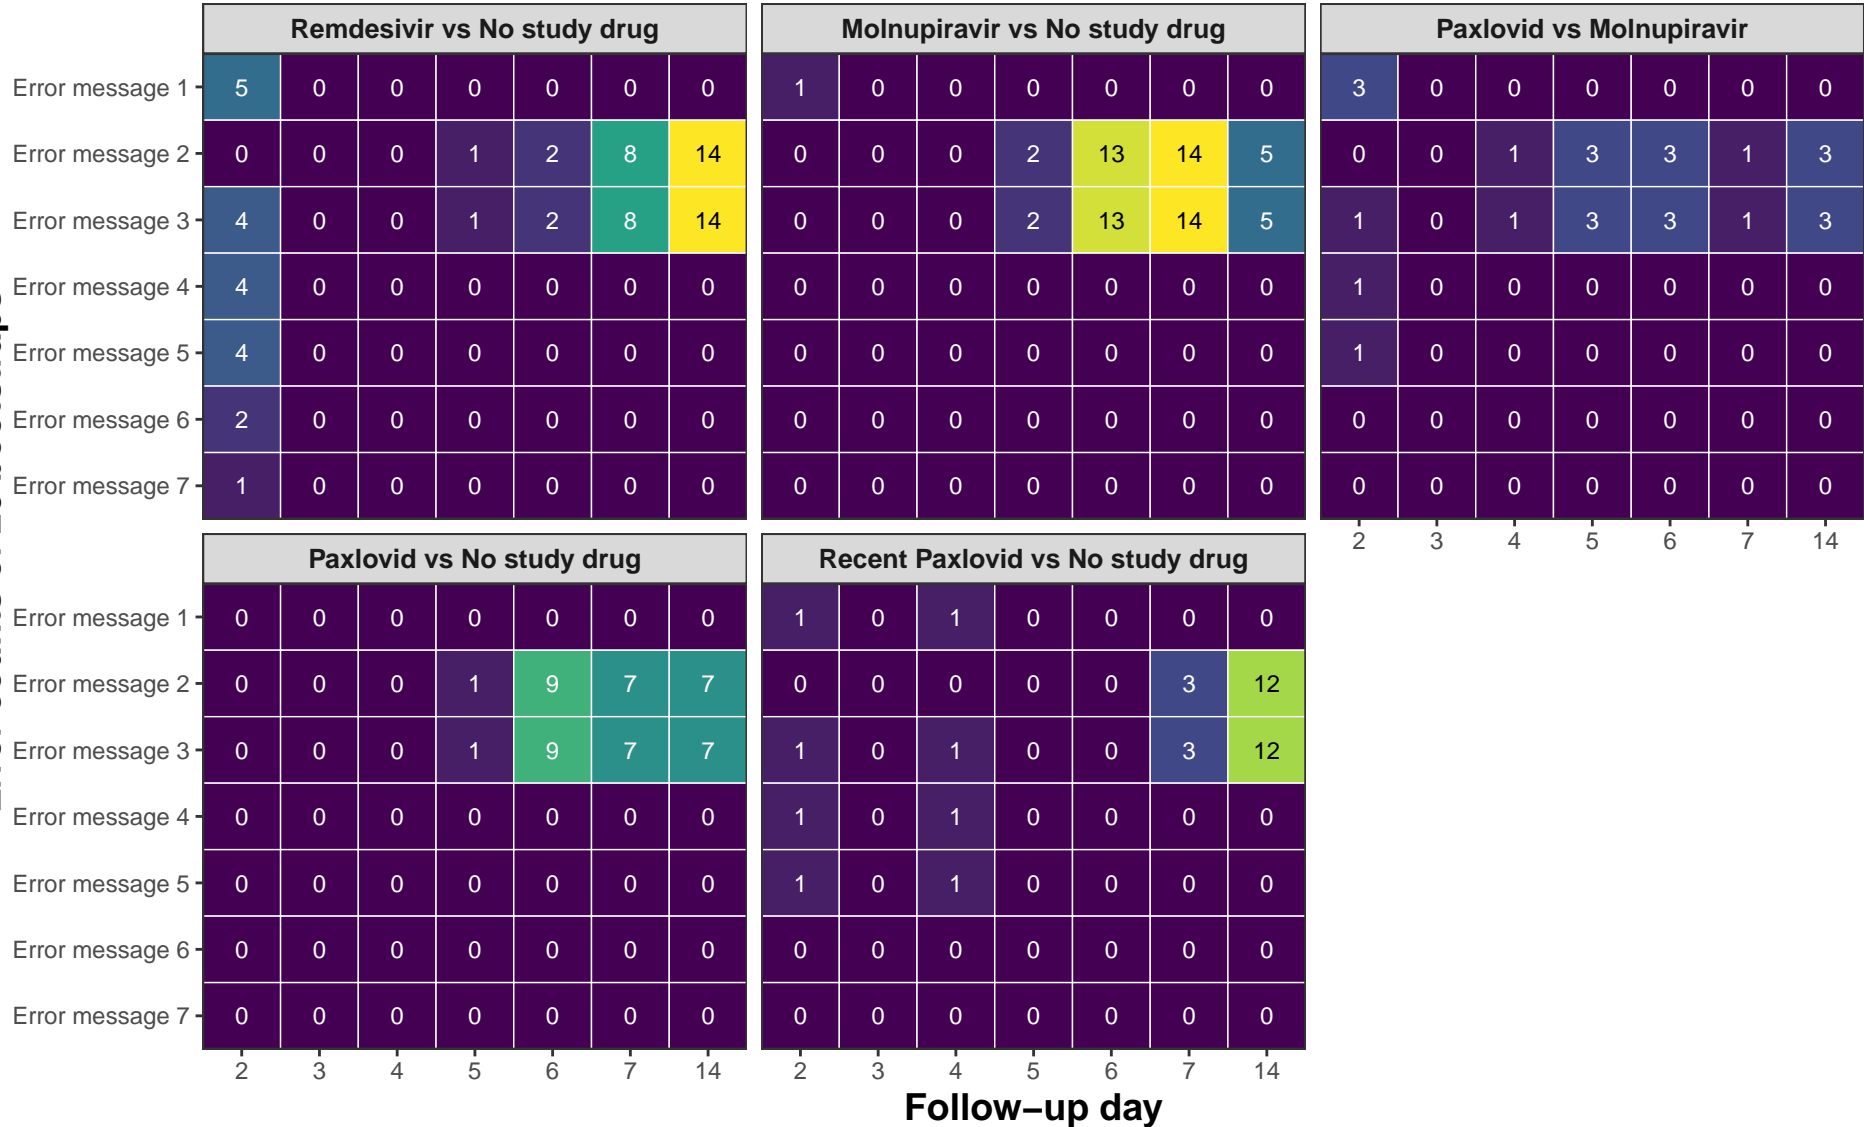 Remdesivir vs No study drug
Molnupiravir vs No study drug
Paxlovid vs Molnupiravir
Error message 1 5 0 0 0 0 0 0 1 0 0 0 0 0 0 3 0 0 0 0 0 0
Error message 2 0 0 0 1 2 8 14 0 0 0 2 13 14 5 0 0 1 3 3 1 3
Error message 3 4 0 0 1 2 8 14 0 0 0 2 13 14 5 1 0 1 3 3 1 3
Error message 4 4 0 0 0 0 0 0 0 0 0 0 0 0 0 1 0 0 0 0 0 0
Error message 5 4 0 0 0 0 0 0 0 0 0 0 0 0 0 1 0 0 0 0 0 0
Error message 6 2 0 0 0 0 0 0 0 0 0 0 0 0 0 0 0 0 0 0 0 0
Error message 7 1 0 0 0 0 0 0 0 0 0 0 0 0 0 0 0 0 0 0 0 0
2 3 4 5 6 7 14
Paxlovid vs No study drug
Recent Paxlovid vs No study drug
Error message 1 0 0 0 0 0 0 0 1 0 1 0 0 0 0
Error message 2 0 0 0 1 9 7 7 0 0 0 0 0 3 12
Error message 3 0 0 0 1 9 7 7 1 0 1 0 0 3 12
Error message 4 0 0 0 0 0 0 0 1 0 1 0 0 0 0
Error message 5 0 0 0 0 0 0 0 1 0 1 0 0 0 0
Error message 6 0 0 0 0 0 0 0 0 0 0 0 0 0 0
Error message 7 0 0 0 0 0 0 0 0 0 0 0 0 0 0
2 3 4 5 6 7 14 2 3 4 5 6 7 14
Follow−up day